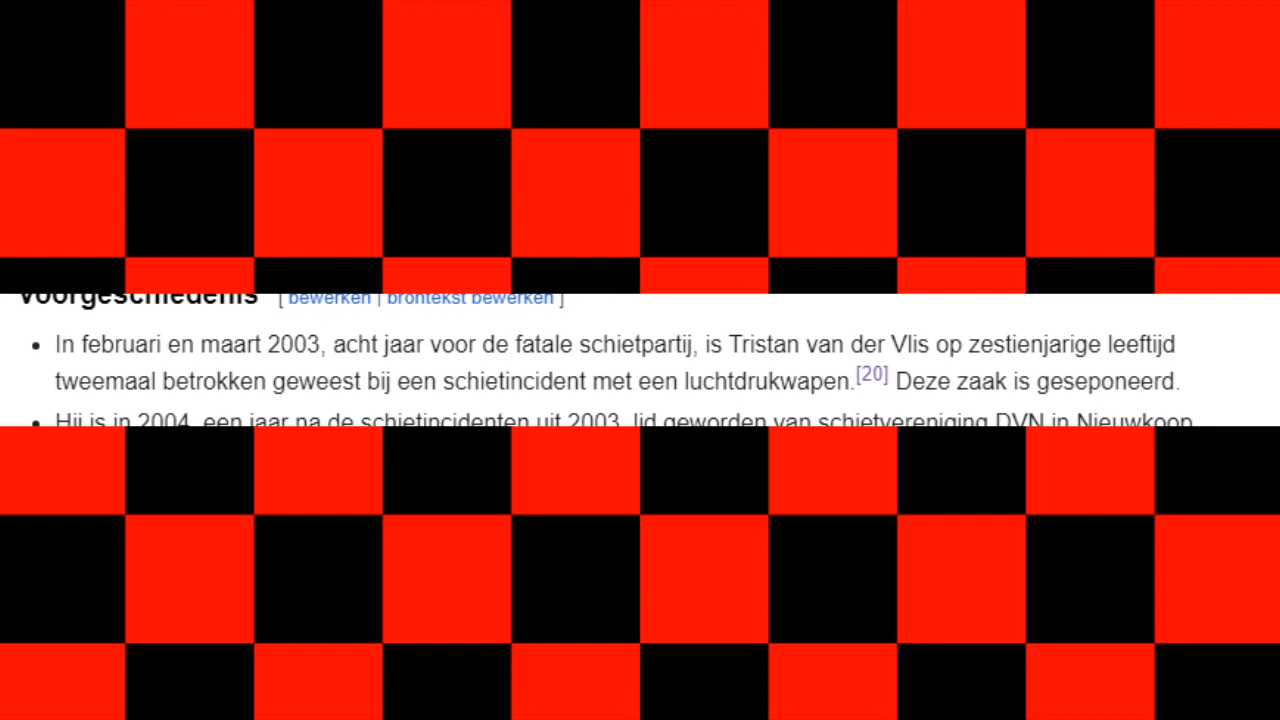 Voorgeschiedenis [ bewerken | brontekst bewerken ]
• In februari en maart 2003, acht jaar voor de fatale schietpartij, is Tristan van der Vlis op zestienjarige leeftijd
tweemaal betrokken geweest bij een schietincident met een luchtdrukwapen.[20] Deze zaak is geseponeerd.
• Hij is in 2004, een jaar na de schietincidenten uit 2003, lid geworden van schietvereniging DVN in Nieuwkoop